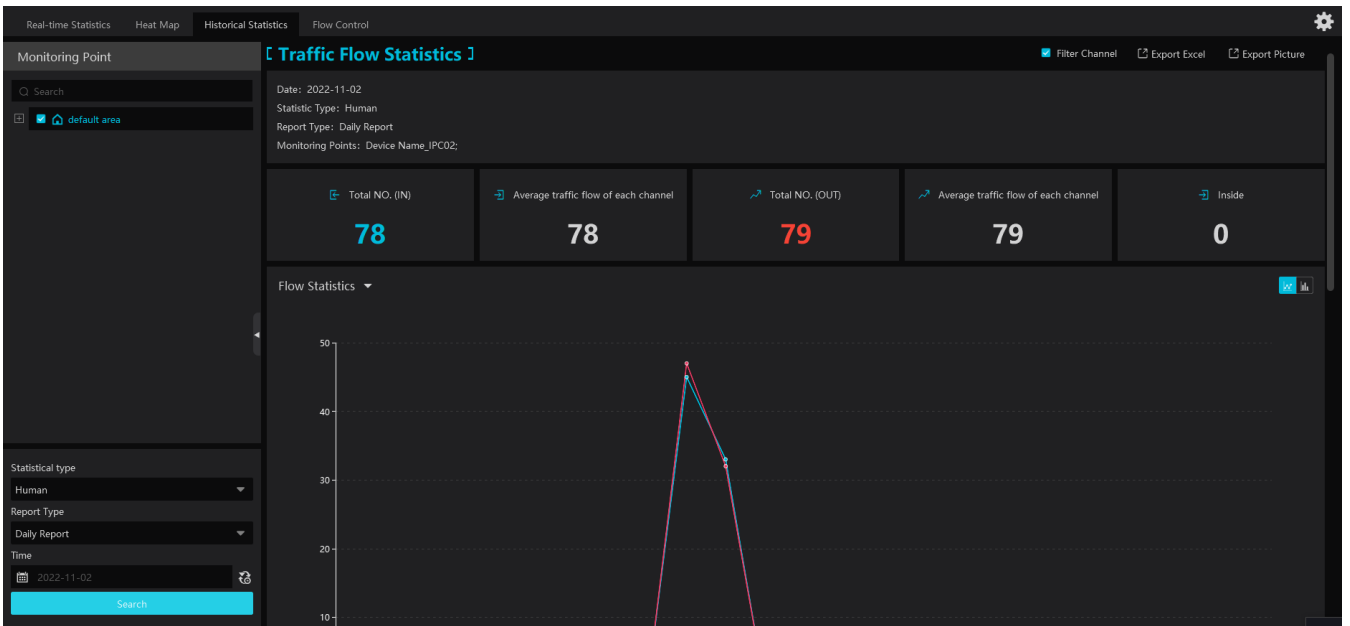 Real-time Statistics Heat Map Historical Statistics Flow Control
Monitoring Point
Search
default area
[ Traffic Flow Statistics ]
Filter Channel Export Excel Export Picture
Date: 2022-11-02
Statistic Type: Human
Report Type: Daily Report
Monitoring Points: Device Name_IPC02;
Total NO. (IN)
78
Average traffic flow of each channel
78
Total NO. (OUT)
79
Average traffic flow of each channel
79
Inside
0
Flow Statistics
50
40
30
20
10
Statistical type
Human
Report Type
Daily Report
Time
2022-11-02
Search